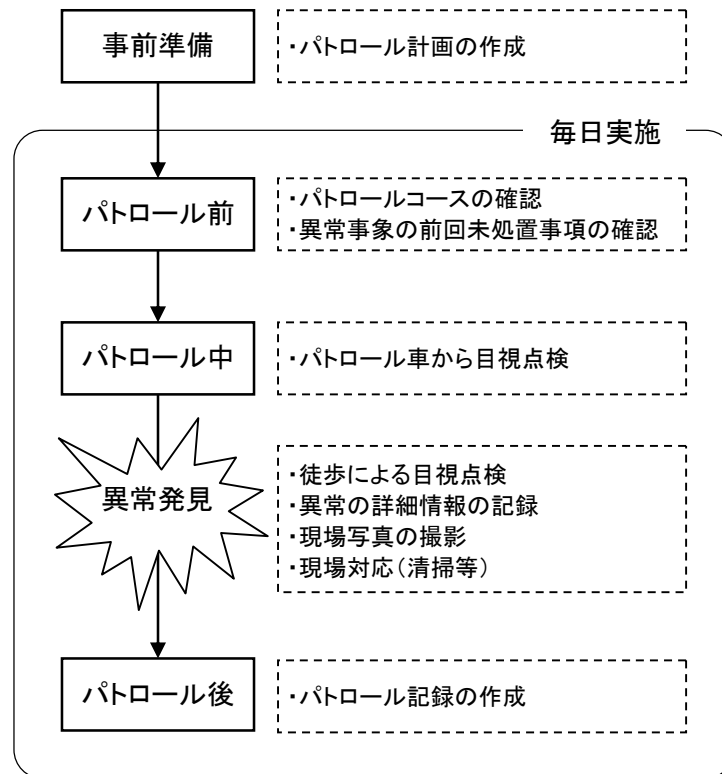 事前準備
・パトロール計画の作成
毎日実施
パトロール前
・パトロールコースの確認
・異常事象の前回未処置事項の確認
パトロール中
・パトロール車から目視点検
異常発見
・徒歩による目視点検
・異常の詳細情報の記録
・現場写真の撮影
・現場対応（清掃等）
パトロール後
・パトロール記録の作成